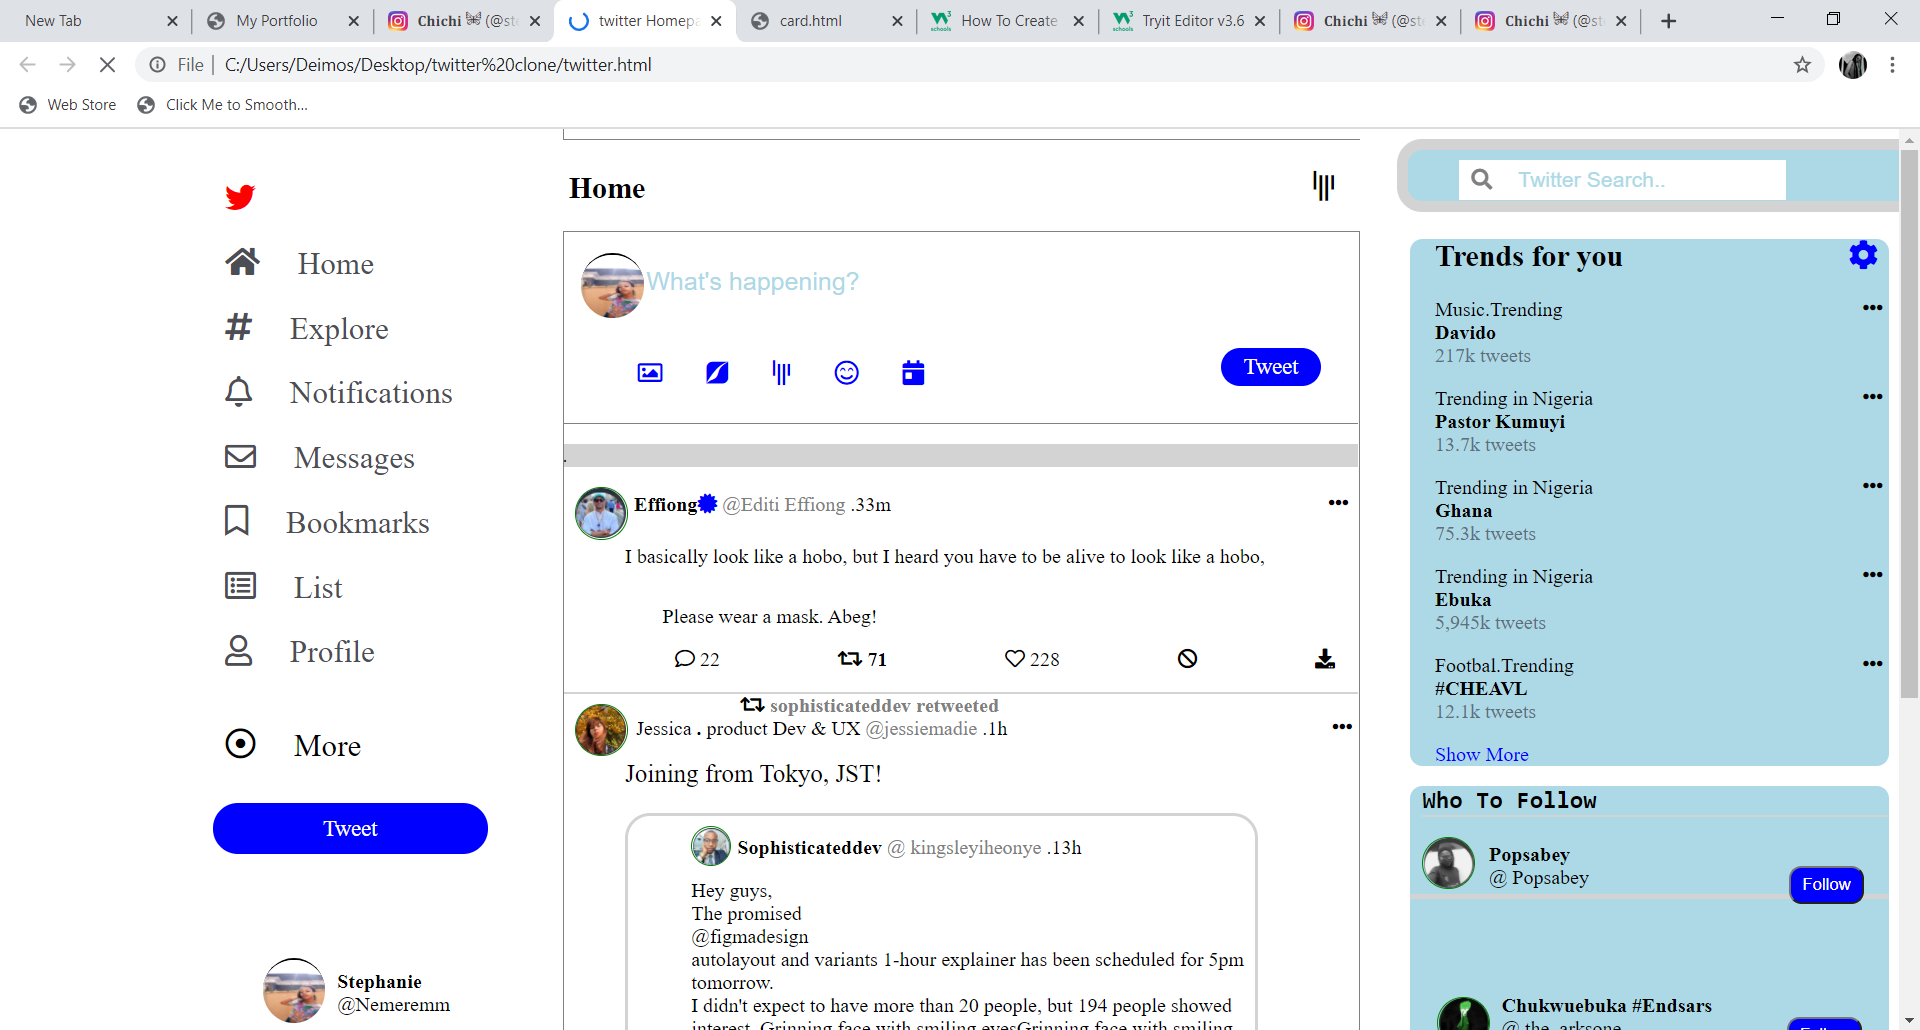 New Tab
My Portfolio
Chichi (@st
twitter Homepa
card.html
How To Create
Tryit Editor v3.6
Chichi (@st
Chichi (@st
File
C:/Users/Deimos/Desktop/twitter%20clone/twitter.html
Web Store
Click Me to Smooth...
Home
Explore
Notifications
Messages
Bookmarks
List
Profile
More
Tweet
Stephanie
@Nemeremm
Home
What's happening?
Tweet
.
Effiong @Editi Effiong .33m
I basically look like a hobo, but I heard you have to be alive to look like a hobo,
Please wear a mask. Abeg!
22 71 228
sophisticateddev retweeted
Jessica . product Dev & UX @jessiemadie .1h
Joining from Tokyo, JST!
Sophisticateddev @ kingsleyiheonye .13h
Hey guys,
The promised
@figmadesign
autolayout and variants 1-hour explainer has been scheduled for 5pm
tomorrow.
I didn't expect to have more than 20 people, but 194 people showed
interest. Grinning face with smiling eyesGrinning face with smiling
Twitter Search..
Trends for you
Music.Trending
Davido
217k tweets
Trending in Nigeria
Pastor Kumuyi
13.7k tweets
Trending in Nigeria
Ghana
75.3k tweets
Trending in Nigeria
Ebuka
5,945k tweets
Footbal.Trending
#CHEAVL
12.1k tweets
Show More
Who To Follow
Popsabey
@ Popsabey
Follow
Chukwuebuka #Endsars
@ the_arksone
Follow